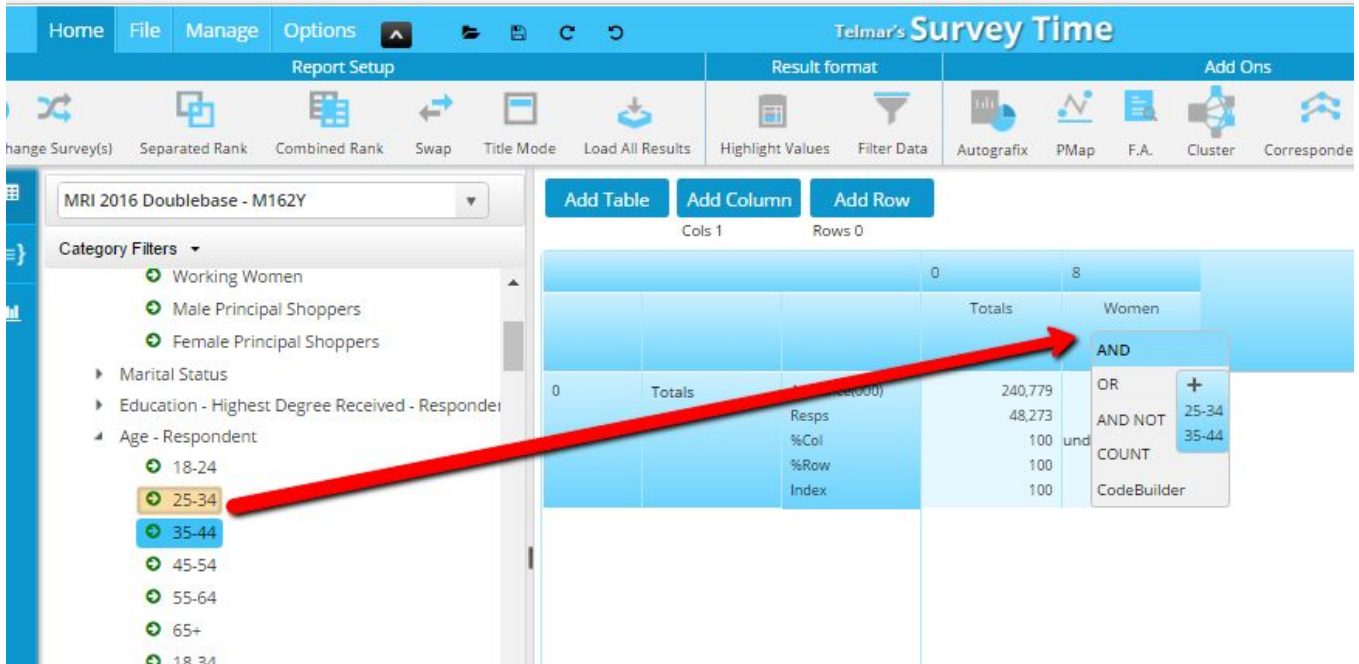 Home File Manage Options Telmar's Survey Time
Report Setup Result format Add Ons
Separated Rank Combined Rank Swap Title Mode Load All Results Highlight Values Filter Data Autografix PMap F.A. Cluster
Survey(s)
MRI 2016 Doublebase - M162Y
Add Table Add Column Add Row
Cols 1 Rows 0
Category Filters
Working Women
Male Principal Shoppers
Female Principal Shoppers
Marital Status
Education - Highest Degree Received -
Age - Respondent
18-24
25-34
35-44
45-54
55-64
65+
18-34
0 8
Totals Women
0 Totals 240,779
Resps 48,273
%Col 100 und
%Row 100
Index 100
AND
OR
AND NOT
COUNT
CodeBuilder
+
25-34
35-44